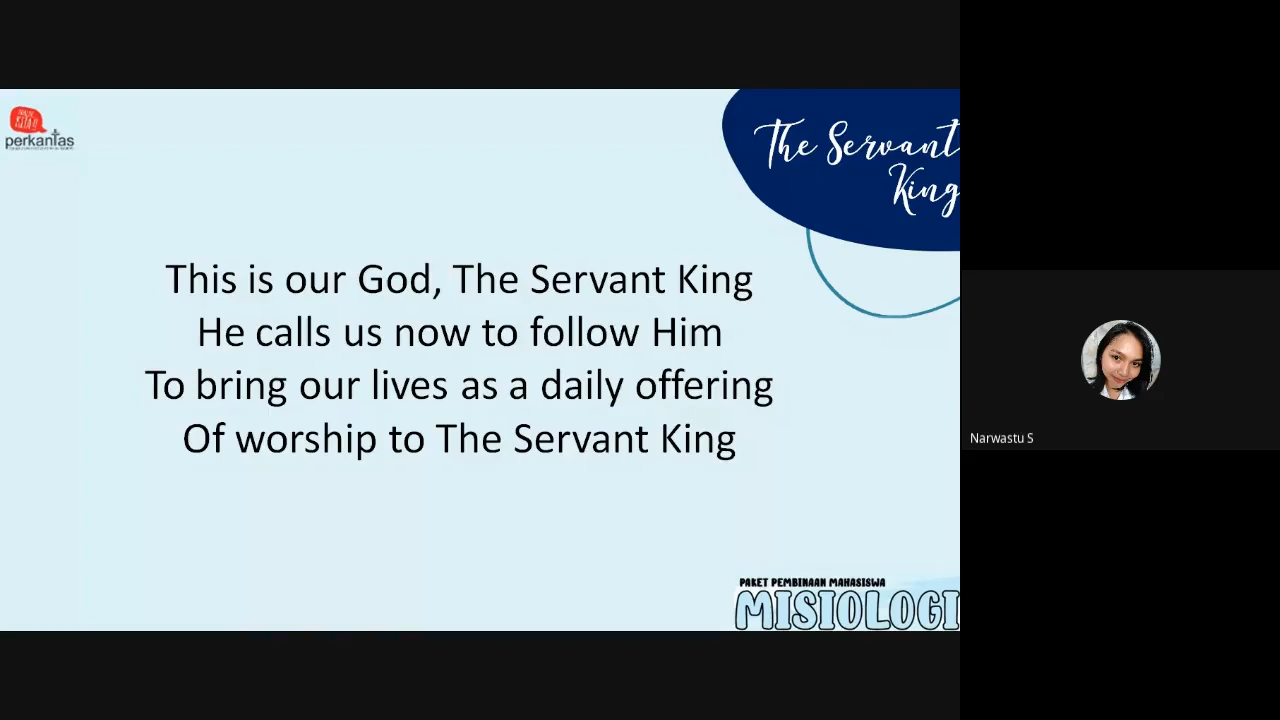 perkantas
The Servant
King
This is our God, The Servant King
He calls us now to follow Him
To bring our lives as a daily offering
Of worship to The Servant King
Narwastu S
PAKET PEMBINAAN MAHASISWA
MISIOLOGI